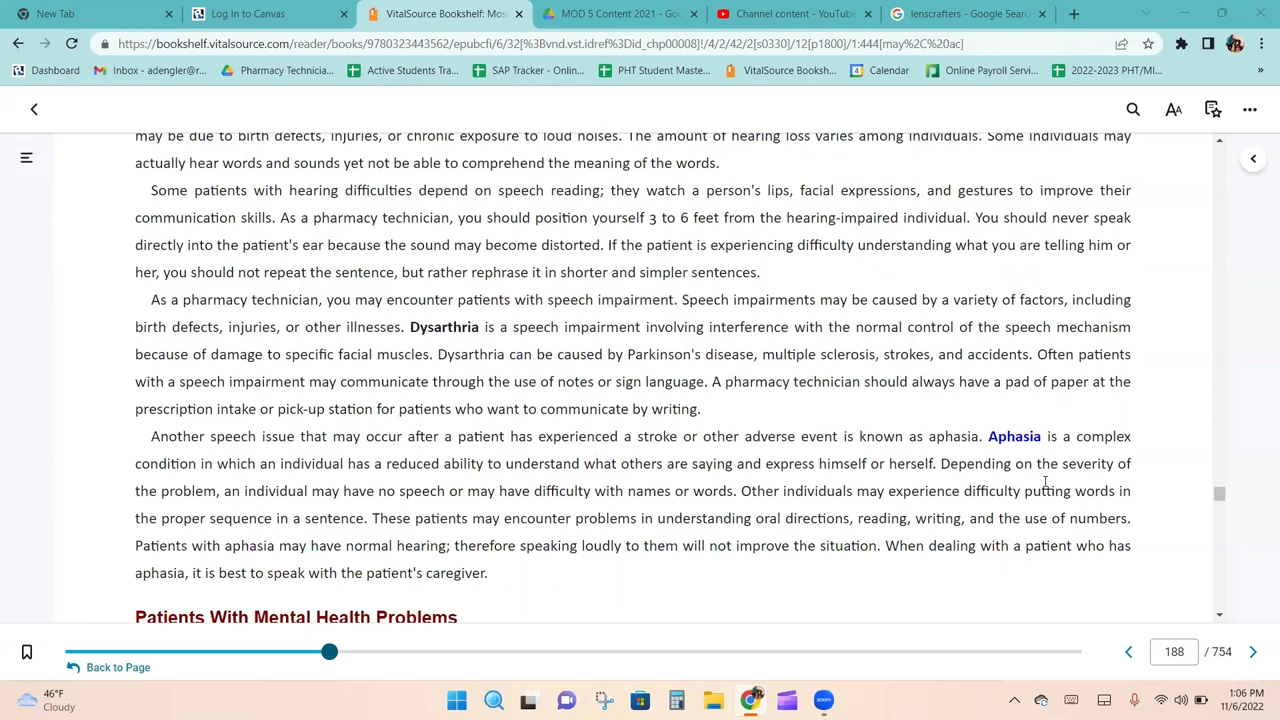 New Tab
Log In to Canvas
VitalSource Bookshelf: Mos
MOD 5 Content 2021 - Goo
Channel content - YouTube
lenscrafters - Google Searc
https://bookshelf.vitalsource.com/reader/books/9780323443562/epubcfi/6/32[%3Bvnd.vst.idref%3Did_chp00008]!/4/2/42/2[s0330]/12[p1800]/1:444[may%2C%20ac]
Dashboard
Inbox - adengler@r...
Pharmacy Technicia...
Active Students Tra...
SAP Tracker - Onlin...
PHT Student Maste...
VitalSource Booksh...
Calendar
Online Payroll Servi...
2022-2023 PHT/MI...
may be due to birth defects, injuries, or chronic exposure to loud noises. The amount of hearing loss varies among individuals. Some individuals may
actually hear words and sounds yet not be able to comprehend the meaning of the words.
Some patients with hearing difficulties depend on speech reading; they watch a person's lips, facial expressions, and gestures to improve their
communication skills. As a pharmacy technician, you should position yourself 3 to 6 feet from the hearing-impaired individual. You should never speak
directly into the patient's ear because the sound may become distorted. If the patient is experiencing difficulty understanding what you are telling him or
her, you should not repeat the sentence, but rather rephrase it in shorter and simpler sentences.
As a pharmacy technician, you may encounter patients with speech impairment. Speech impairments may be caused by a variety of factors, including
birth defects, injuries, or other illnesses. Dysarthria is a speech impairment involving interference with the normal control of the speech mechanism
because of damage to specific facial muscles. Dysarthria can be caused by Parkinson's disease, multiple sclerosis, strokes, and accidents. Often patients
with a speech impairment may communicate through the use of notes or sign language. A pharmacy technician should always have a pad of paper at the
prescription intake or pick-up station for patients who want to communicate by writing.
Another speech issue that may occur after a patient has experienced a stroke or other adverse event is known as aphasia. Aphasia is a complex
condition in which an individual has a reduced ability to understand what others are saying and express himself or herself. Depending on the severity of
the problem, an individual may have no speech or may have difficulty with names or words. Other individuals may experience difficulty putting words in
the proper sequence in a sentence. These patients may encounter problems in understanding oral directions, reading, writing, and the use of numbers.
Patients with aphasia may have normal hearing; therefore speaking loudly to them will not improve the situation. When dealing with a patient who has
aphasia, it is best to speak with the patient's caregiver.
Patients With Mental Health Problems
188 / 754
Back to Page
46°F
Cloudy
zoom
1:06 PM
11/6/2022